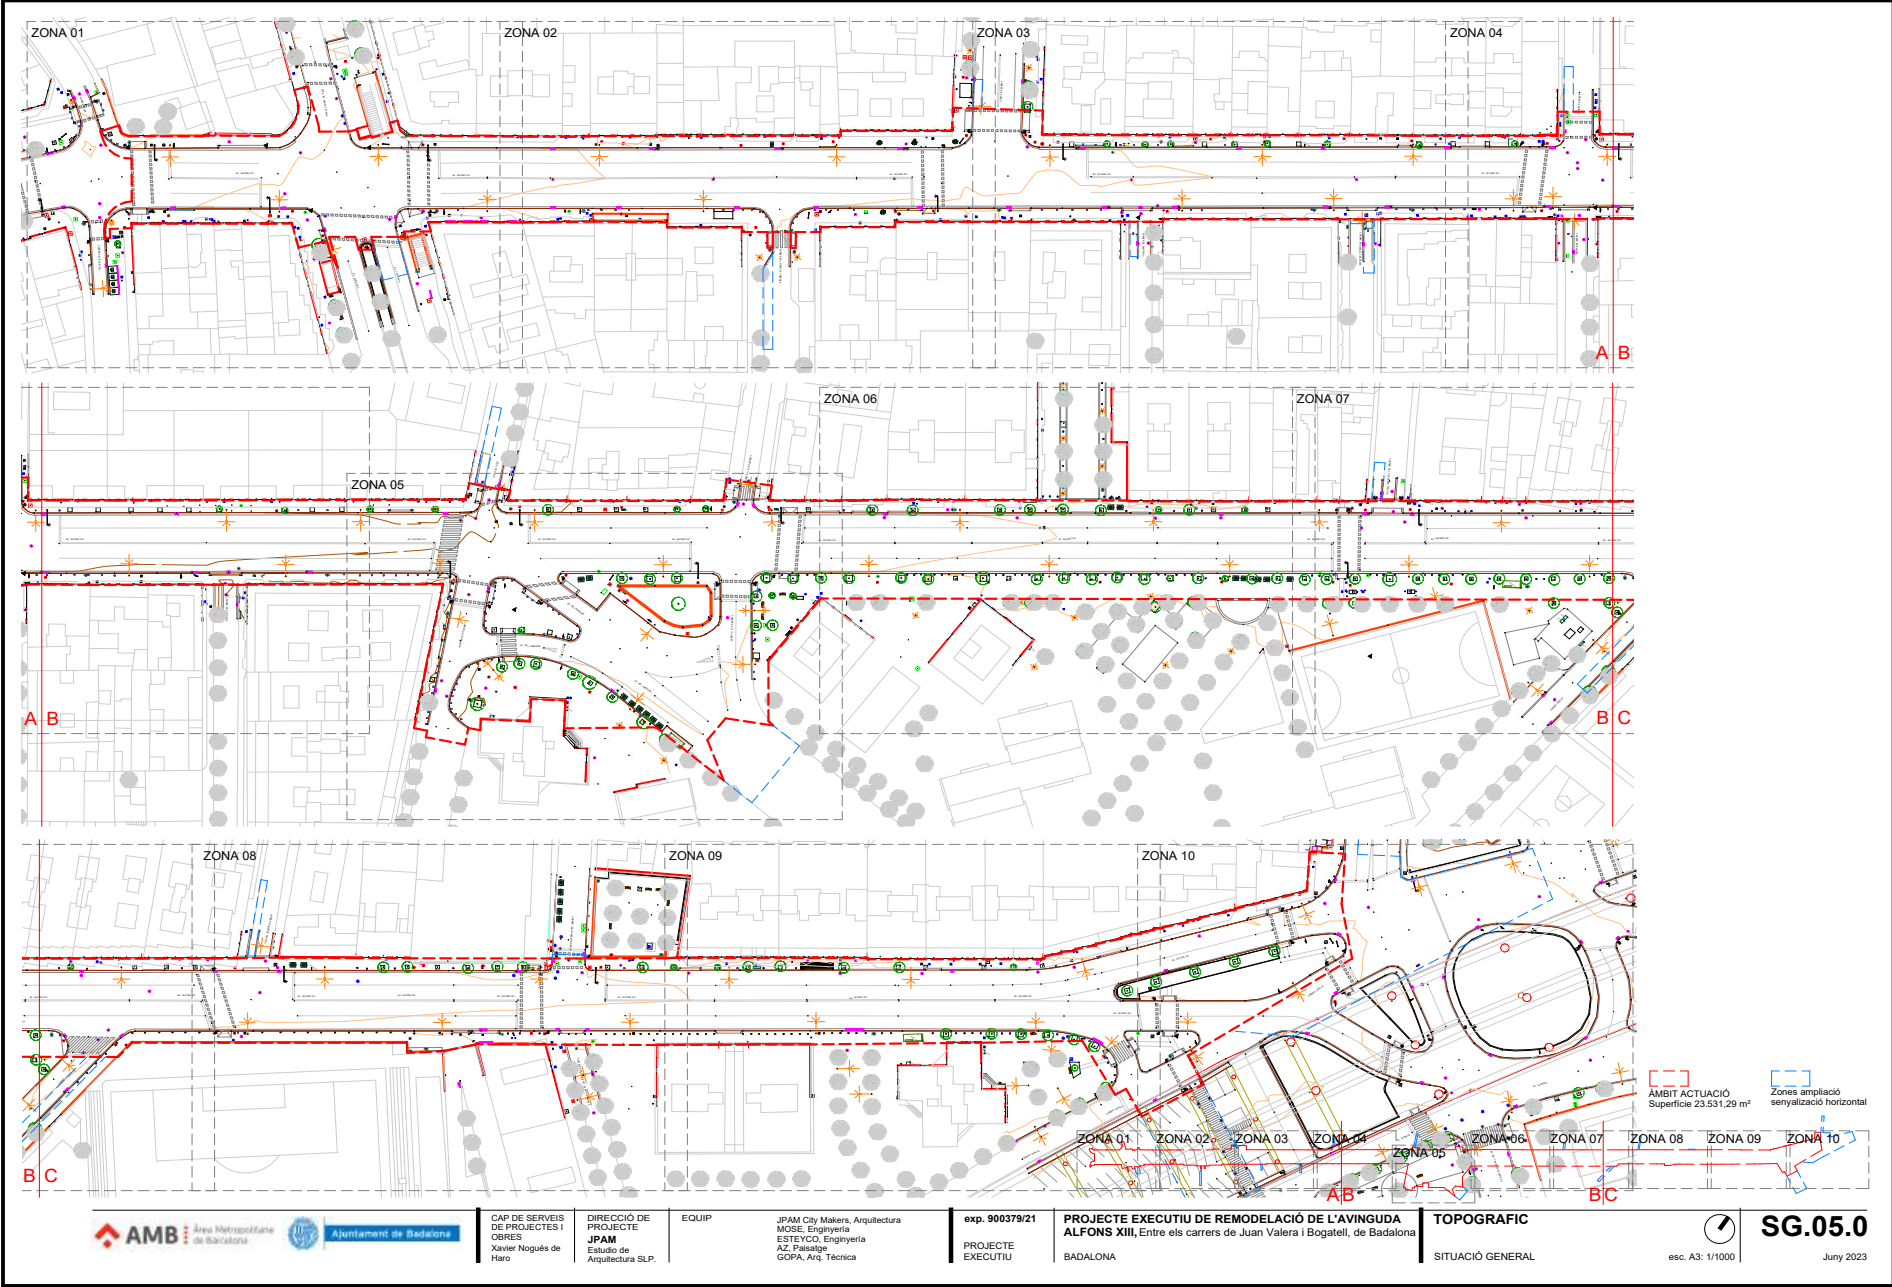 ZONA 01
ZONA 02
ZONA 03
ZONA 04
A B
ZONA 05
ZONA 06
ZONA 07
A B
B C
ZONA 08
ZONA 09
ZONA 10
B C
ÀMBIT ACTUACIÓ
Superfície 23.531,29 m²
Zones ampliació
senyalizació horizontal
ZONA 01
ZONA 02
ZONA 03
ZONA 04
ZONA 05
ZONA 06
ZONA 07
ZONA 08
ZONA 09
ZONA 10
A B
B C
AMB
Àrea Metropolitana
de Barcelona
Ajuntament de Badalona
CAP DE SERVEIS
DE PROJECTES I
OBRES
Xavier Nogués de
Haro
DIRECCIÓ DE
PROJECTE
JPAM
Estudio de
Arquitectura SLP.
EQUIP
JPAM City Makers, Arquitectura
MOSE, Enginyería
ESTEYCO, Enginyería
AZ, Paisatge
GOPA, Arq. Técnica
exp. 900379/21
PROJECTE
EXECUTIU
PROJECTE EXECUTIU DE REMODELACIÓ DE L'AVINGUDA
ALFONS XIII, Entre els carrers de Juan Valera i Bogatell, de Badalona
BADALONA
TOPOGRAFIC
SITUACIÓ GENERAL
esc. A3: 1/1000
SG.05.0
Juny 2023